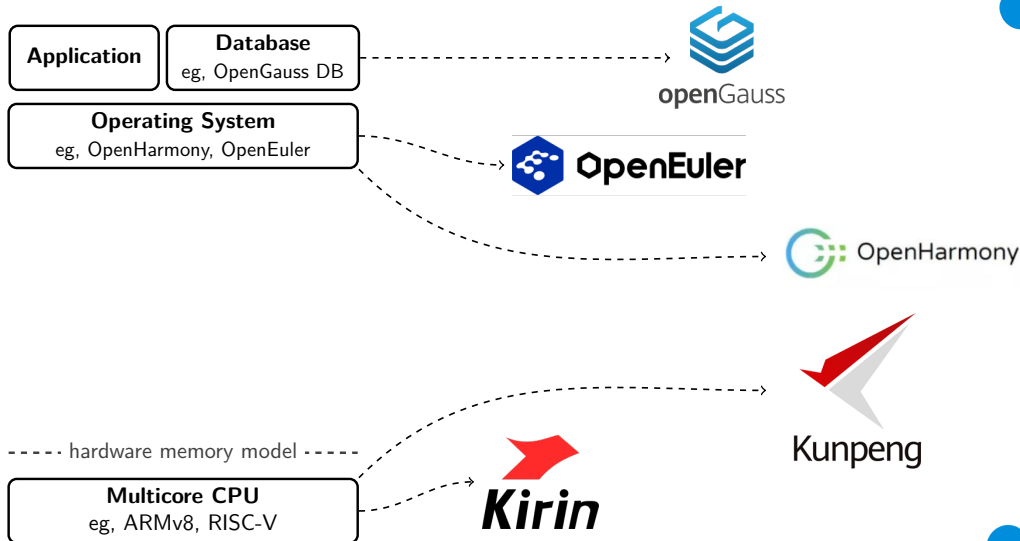 Application
Database
eg, OpenGauss DB
openGauss
Operating System
eg, OpenHarmony, OpenEuler
OpenEuler
OpenHarmony
Kunpeng
hardware memory model
Multicore CPU
eg, ARMv8, RISC-V
Kirin